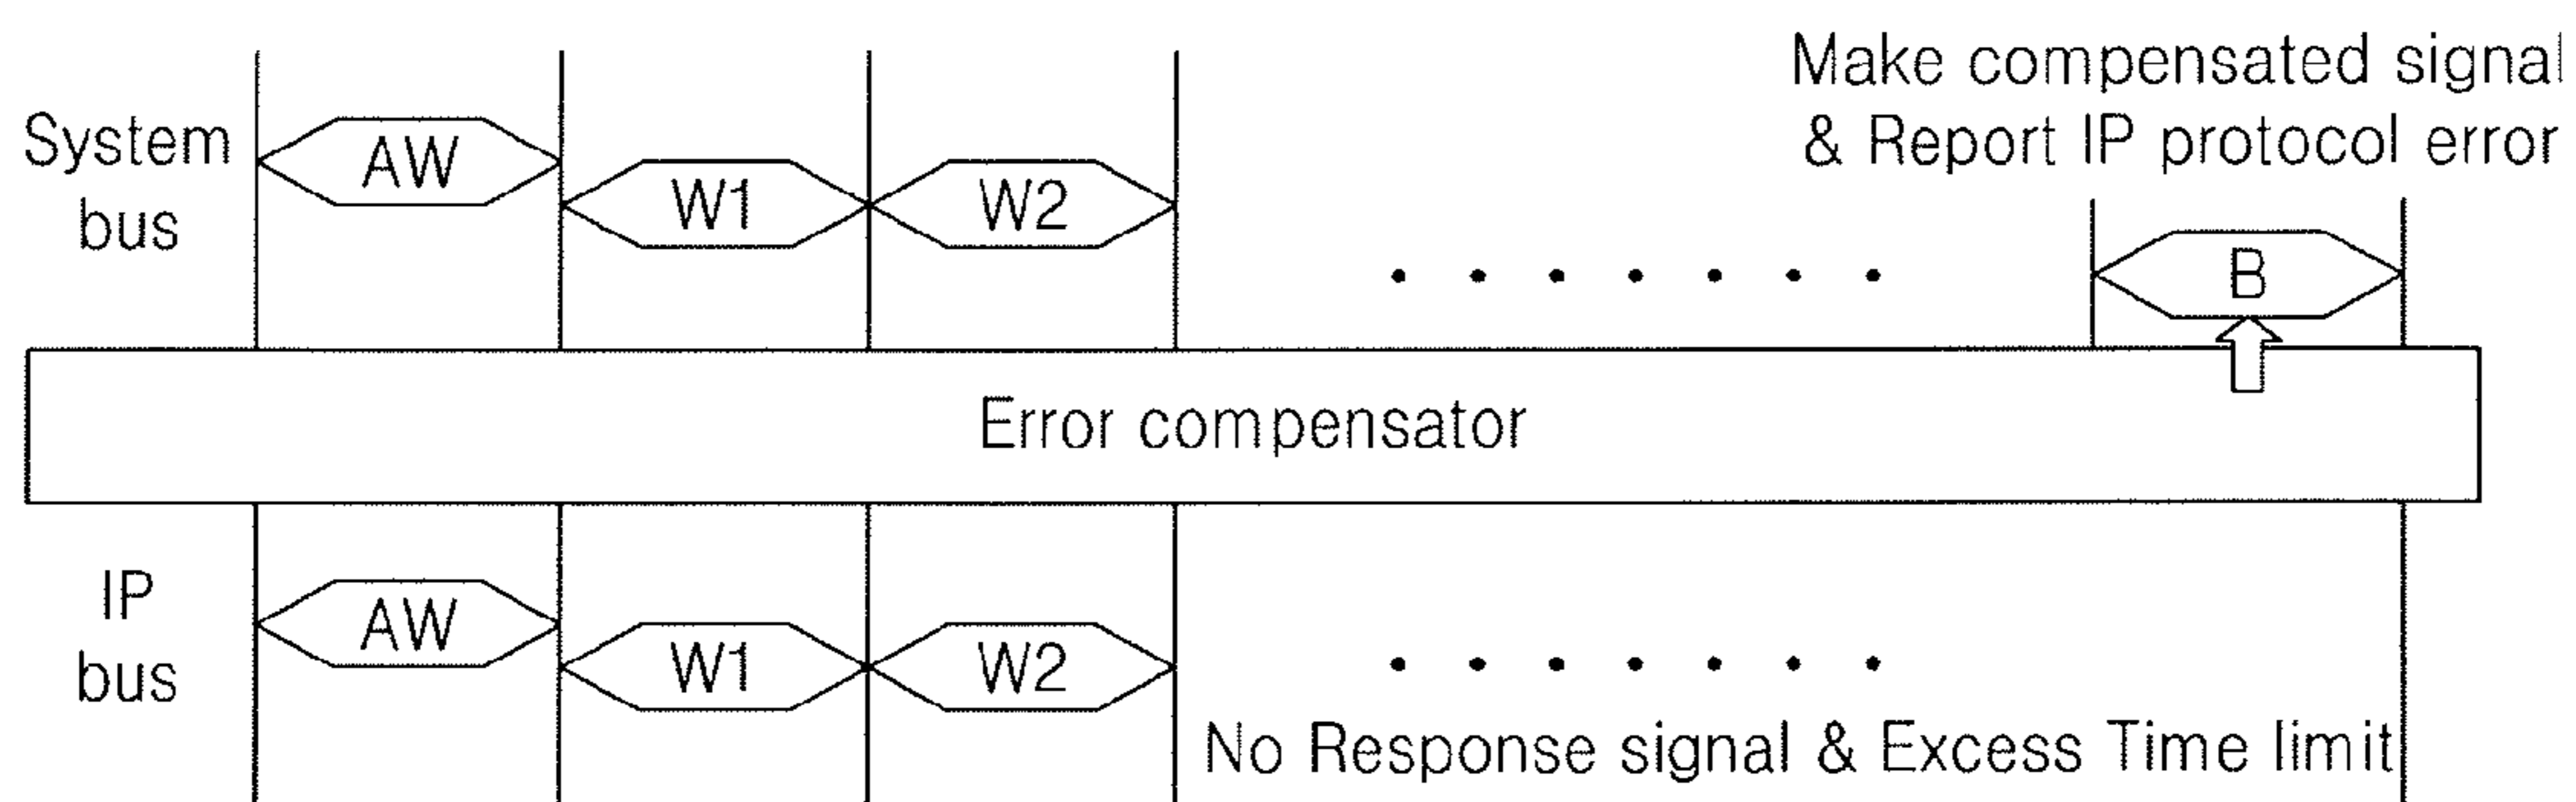 Make compensated signal
& Report IP protocol error
System
bus
AW
W1
W2
B
Error compensator
IP
bus
AW
W1
W2
No Response signal & Excess Time limit